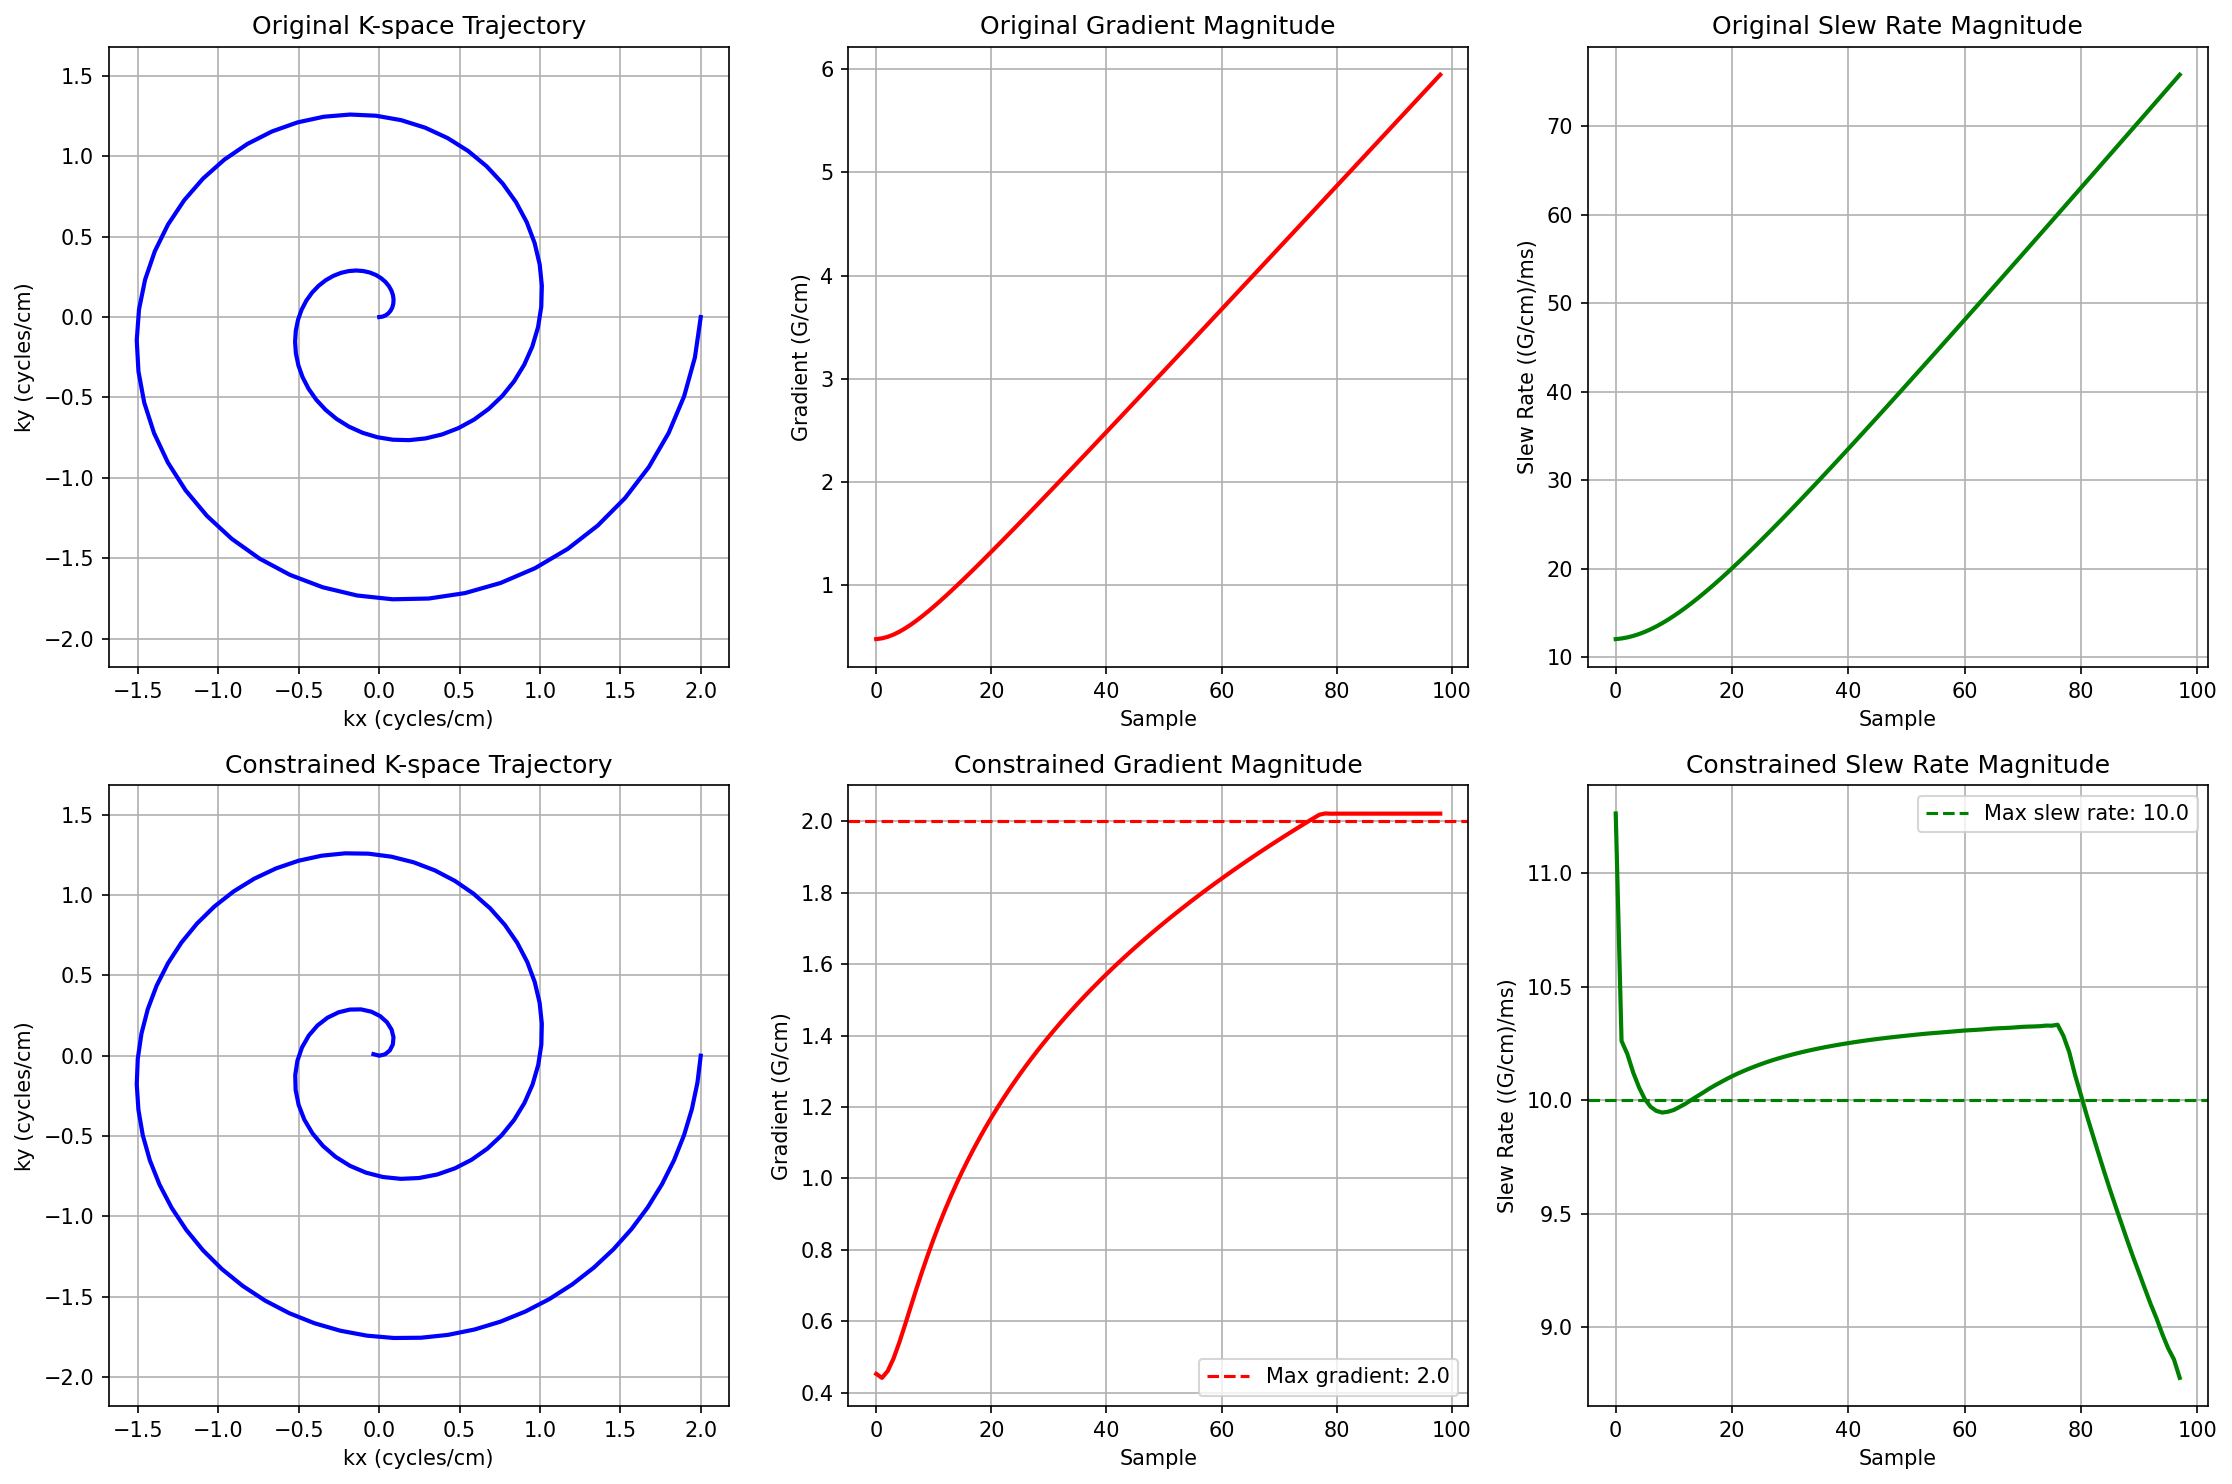 Original K-space Trajectory
ky (cycles/cm)
1.5
1.0
0.5
0.0
−0.5
−1.0
−1.5
−2.0
−1.5 −1.0 −0.5 0.0 0.5 1.0 1.5 2.0
kx (cycles/cm)
Original Gradient Magnitude
Gradient (G/cm)
6
5
4
3
2
1
0 20 40 60 80 100
Sample
Original Slew Rate Magnitude
Slew Rate ((G/cm)/ms)
70
60
50
40
30
20
10
0 20 40 60 80 100
Sample
Constrained K-space Trajectory
ky (cycles/cm)
1.5
1.0
0.5
0.0
−0.5
−1.0
−1.5
−2.0
−1.5 −1.0 −0.5 0.0 0.5 1.0 1.5 2.0
kx (cycles/cm)
Constrained Gradient Magnitude
Gradient (G/cm)
2.0
1.8
1.6
1.4
1.2
1.0
0.8
0.6
0.4
Max gradient: 2.0
0 20 40 60 80 100
Sample
Constrained Slew Rate Magnitude
Max slew rate: 10.0
Slew Rate ((G/cm)/ms)
11.0
10.5
10.0
9.5
9.0
0 20 40 60 80 100
Sample